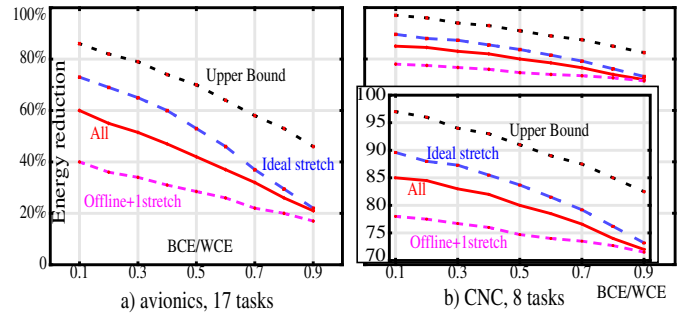 100%
80%
60%
40%
20%
0
Energy reduction
Upper Bound
Ideal stretch
All
Offline+1stretch
BCE/WCE
0.1 0.3 0.5 0.7 0.9
a) avionics, 17 tasks
100
95
90
85
80
75
70
Upper Bound
Ideal stretch
All
Offline+1stretch
0.1 0.3 0.5 0.7 0.9
b) CNC, 8 tasks
BCE/WCE